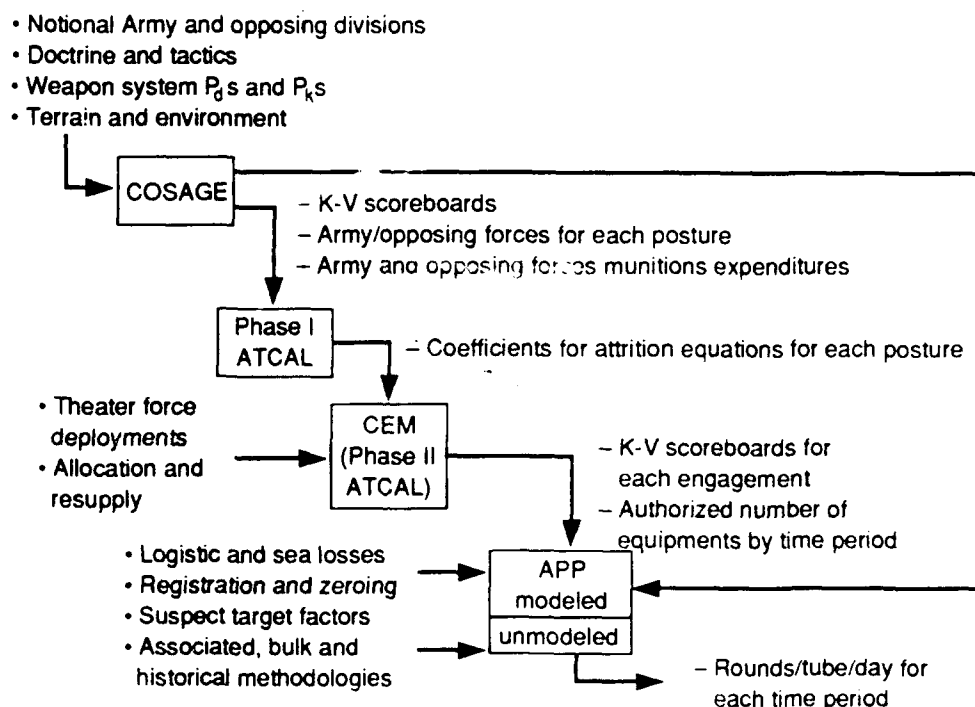 • Notional Army and opposing divisions
• Doctrine and tactics
• Weapon system Pds and Pks
• Terrain and environment
COSAGE
– K-V scoreboards
– Army/opposing forces for each posture
– Army and opposing forces munitions expenditures
Phase I
ATCAL
– Coefficients for attrition equations for each posture
• Theater force
deployments
• Allocation and
resupply
CEM
(Phase II
ATCAL)
– K-V scoreboards for
each engagement
– Authorized number of
equipments by time period
• Logistic and sea losses
• Registration and zeroing
• Suspect target factors
• Associated, bulk and
historical methodologies
APP
modeled
unmodeled
– Rounds/tube/day for
each time period